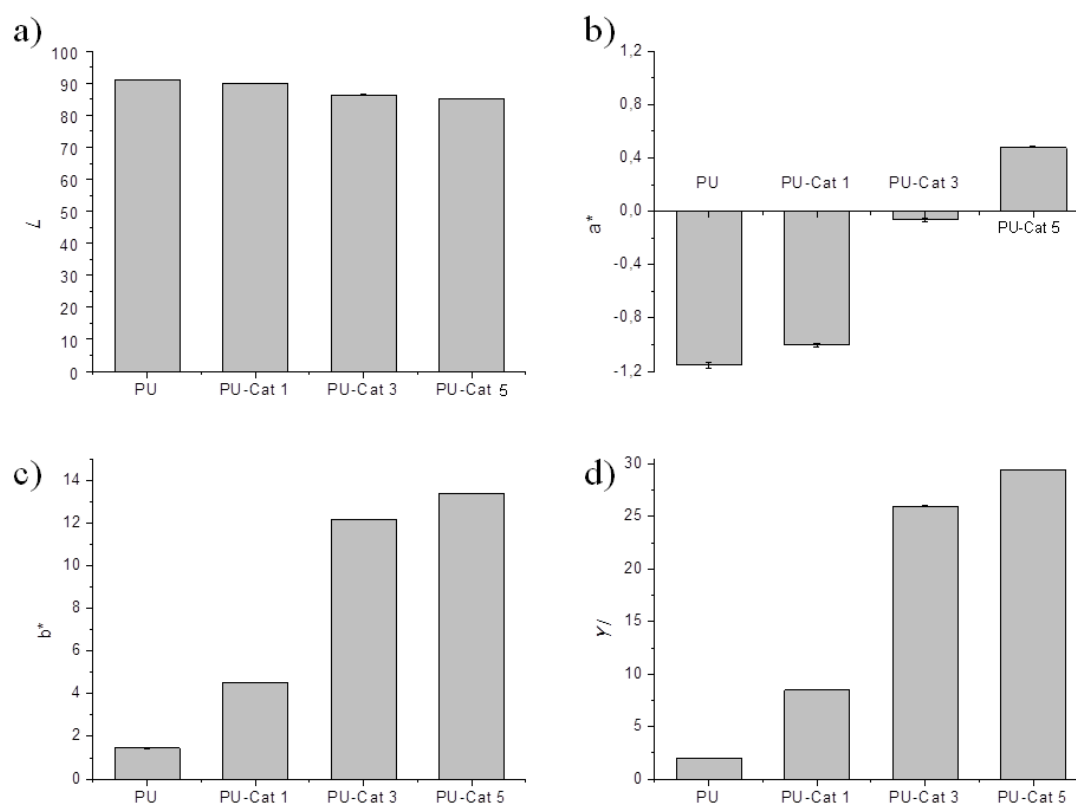 a)
100
90
80
70
60
50
40
30
20
10
0
L
PU PU-Cat 1 PU-Cat 3 PU-Cat 5
b)
1,2
0,8
0,4
0,0
-0,4
-0,8
-1,2
a*
PU PU-Cat 1 PU-Cat 3
PU-Cat 5
c)
14
12
10
8
6
4
2
0
b*
PU PU-Cat 1 PU-Cat 3 PU-Cat 5
d)
30
25
20
15
10
5
0
YI
PU PU-Cat 1 PU-Cat 3 PU-Cat 5